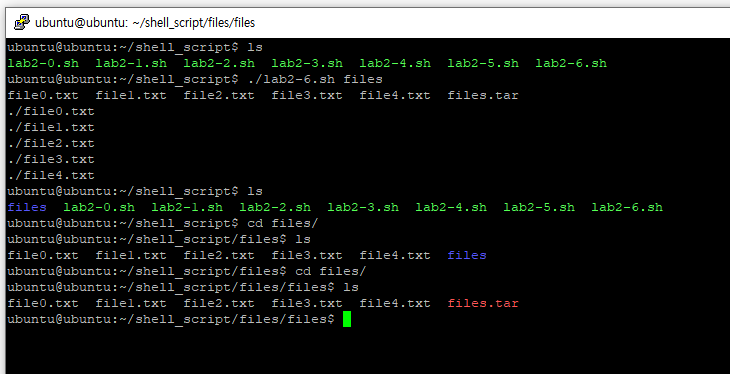 ubuntu@ubuntu: ~/shell_script/files/files
ubuntu@ubuntu:~/shell_script$ ls
lab2-0.sh  lab2-1.sh  lab2-2.sh  lab2-3.sh  lab2-4.sh  lab2-5.sh  lab2-6.sh
ubuntu@ubuntu:~/shell_script$ ./lab2-6.sh files
file0.txt  file1.txt  file2.txt  file3.txt  file4.txt  files.tar
./file0.txt
./file1.txt
./file2.txt
./file3.txt
./file4.txt
ubuntu@ubuntu:~/shell_script$ ls
files  lab2-0.sh  lab2-1.sh  lab2-2.sh  lab2-3.sh  lab2-4.sh  lab2-5.sh  lab2-6.sh
ubuntu@ubuntu:~/shell_script$ cd files/
ubuntu@ubuntu:~/shell_script/files$ ls
file0.txt  file1.txt  file2.txt  file3.txt  file4.txt  files
ubuntu@ubuntu:~/shell_script/files$ cd files/
ubuntu@ubuntu:~/shell_script/files/files$ ls
file0.txt  file1.txt  file2.txt  file3.txt  file4.txt  files.tar
ubuntu@ubuntu:~/shell_script/files/files$